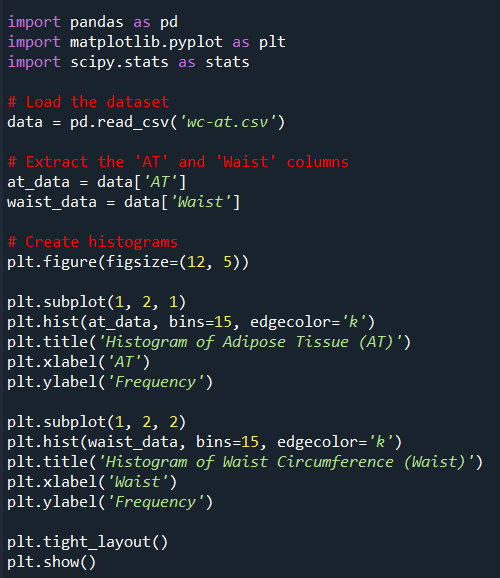 import pandas as pd
import matplotlib.pyplot as plt
import scipy.stats as stats
# Load the dataset
data = pd.read_csv('wc-at.csv')
# Extract the 'AT' and 'Waist' columns
at_data = data['AT']
waist_data = data['Waist']
# Create histograms
plt.figure(figsize=(12, 5))
plt.subplot(1, 2, 1)
plt.hist(at_data, bins=15, edgecolor='k')
plt.title('Histogram of Adipose Tissue (AT)')
plt.xlabel('AT')
plt.ylabel('Frequency')
plt.subplot(1, 2, 2)
plt.hist(waist_data, bins=15, edgecolor='k')
plt.title('Histogram of Waist Circumference (Waist)')
plt.xlabel('Waist')
plt.ylabel('Frequency')
plt.tight_layout()
plt.show()